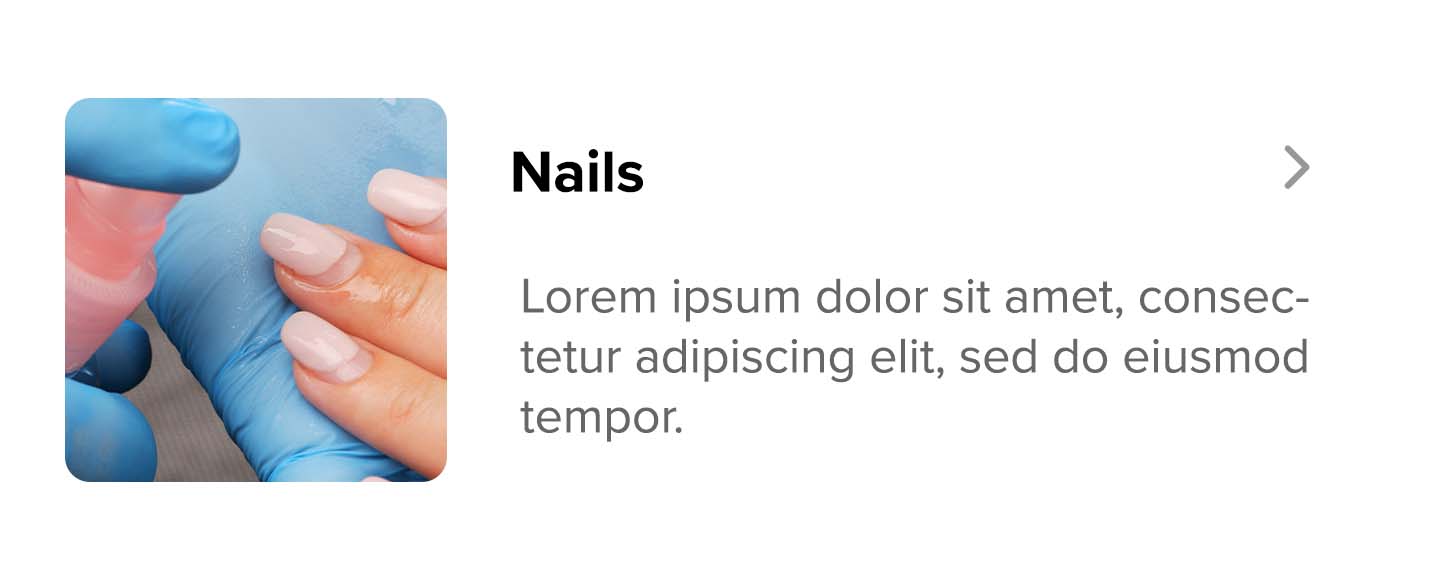 Nails
Lorem ipsum dolor sit amet, consec-
tetur adipiscing elit, sed do eiusmod
tempor.